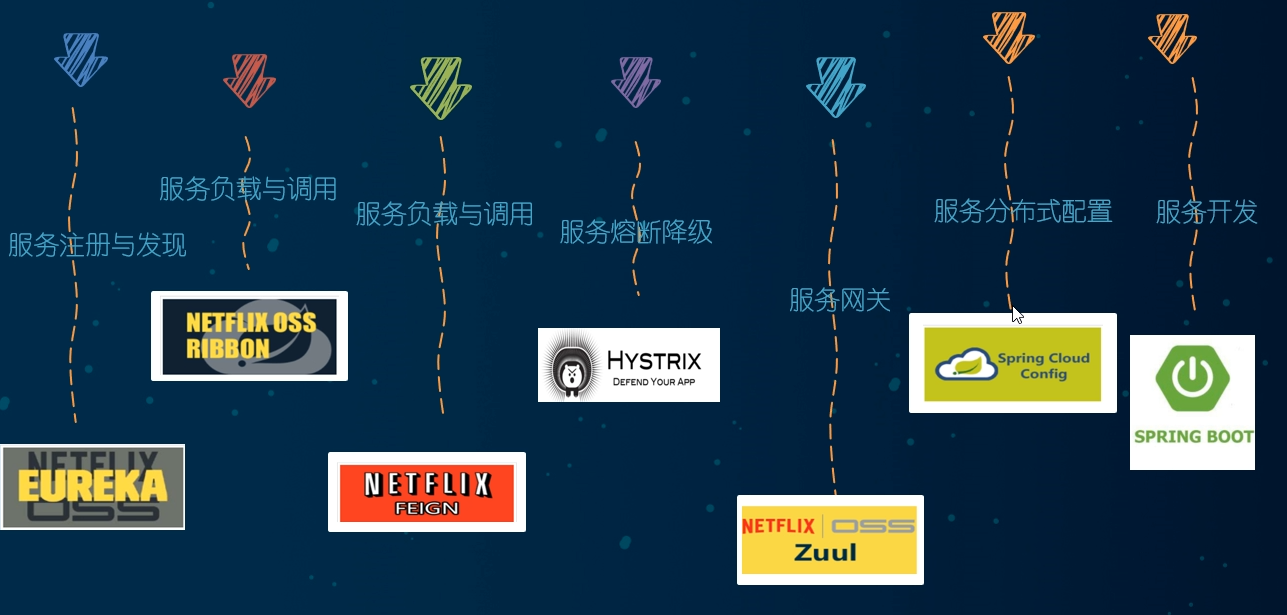 服务注册与发现
NETFLIX
EUREKA
OSS
服务负载与调用
NETFLIX OSS
RIBBON
服务负载与调用
NETFLIX
FEIGN
服务熔断降级
HYSTRIX
DEFEND YOUR APP
服务网关
NETFLIX OSS
Zuul
服务分布式配置
Spring Cloud
Config
服务开发
SPRING BOOT